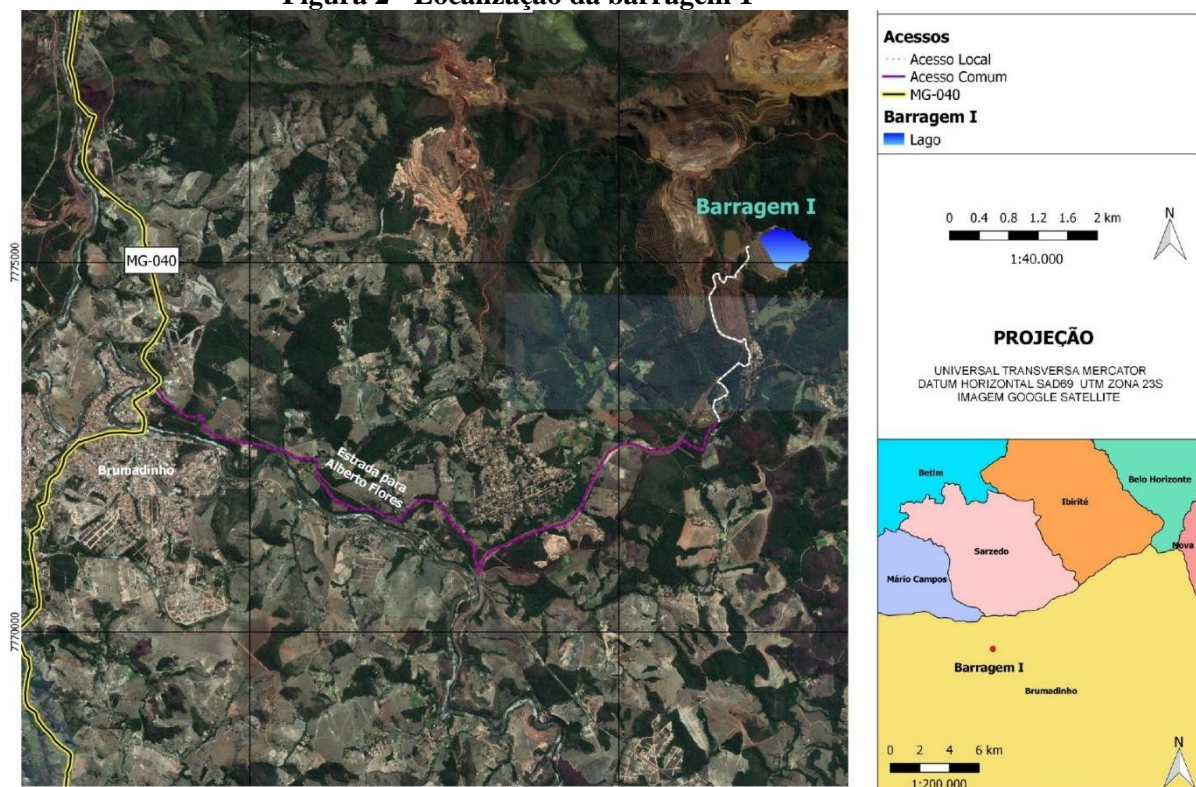 Figura 2 - Localização da barragem 1
MG-040
Barragem I
Brumadinho
Estrada para
Alberto Flores
7775000
7770000
Acessos
Acesso Local
Acesso Comum
MG-040
Barragem I
Lago
0 0.4 0.8 1.2 1.6 2 km
N
1:40.000
PROJEÇÃO
UNIVERSAL TRANSVERSA MERCATOR
DATUM HORIZONTAL SAD69 UTM ZONA 23S
IMAGEM GOOGLE SATELLITE
Betim
Ibirité
Belo Horizonte
Nova
Sarzedo
Mário Campos
Barragem I
Brumadinho
0 2 4 6 km
N
1:200.000